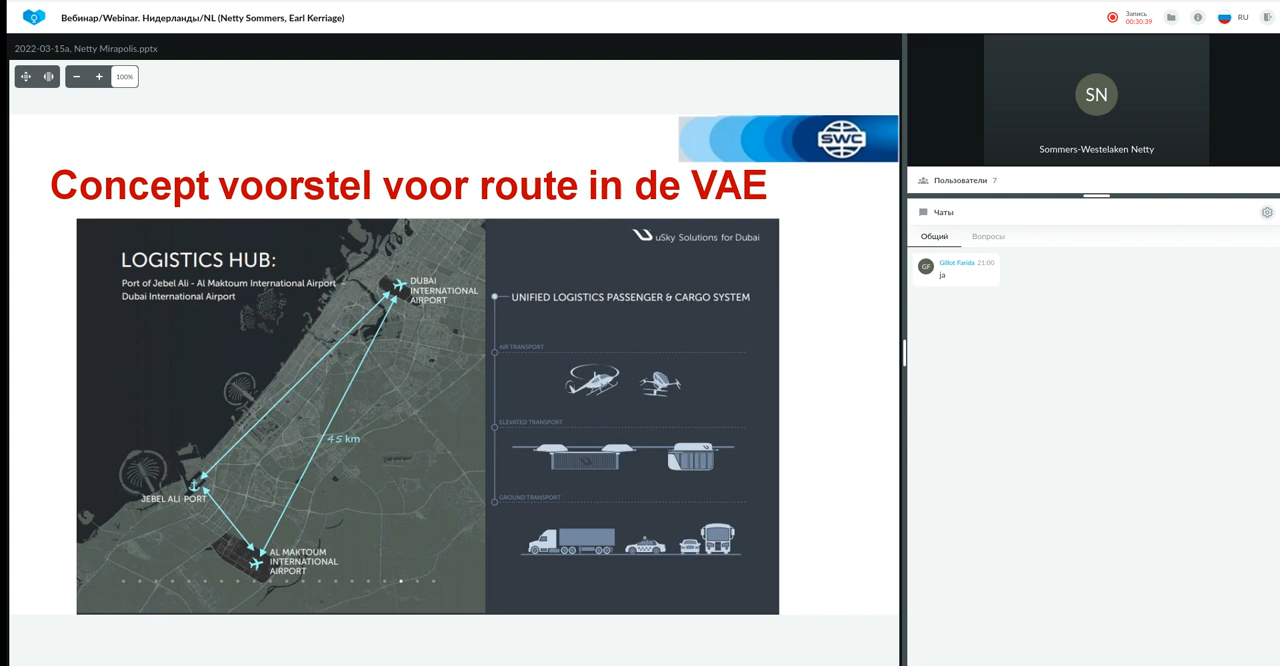 Вебинар/Webinar. Нидерланды/NL (Netty Sommers, Earl Kerriage)
Запись
00:30:39
RU
2022-03-15a, Netty Mirapolis.pptx
100%
SWC
Concept voorstel voor route in de VAE
LOGISTICS HUB:
Port of Jebel Ali - Al Maktoum International Airport –
Dubai International Airport
DUBAI
INTERNATIONAL
AIRPORT
45 km
JEBEL ALI PORT
AL MAKTOUM
INTERNATIONAL
AIRPORT
uSky Solutions for Dubai
UNIFIED LOGISTICS PASSENGER & CARGO SYSTEM
AIR TRANSPORT
ELEVATED TRANSPORT
GROUND TRANSPORT
SN
Sommers-Westelaken Netty
Пользователи 7
Чаты
Общий Вопросы
GF
Gillot Farida 21:00
ja